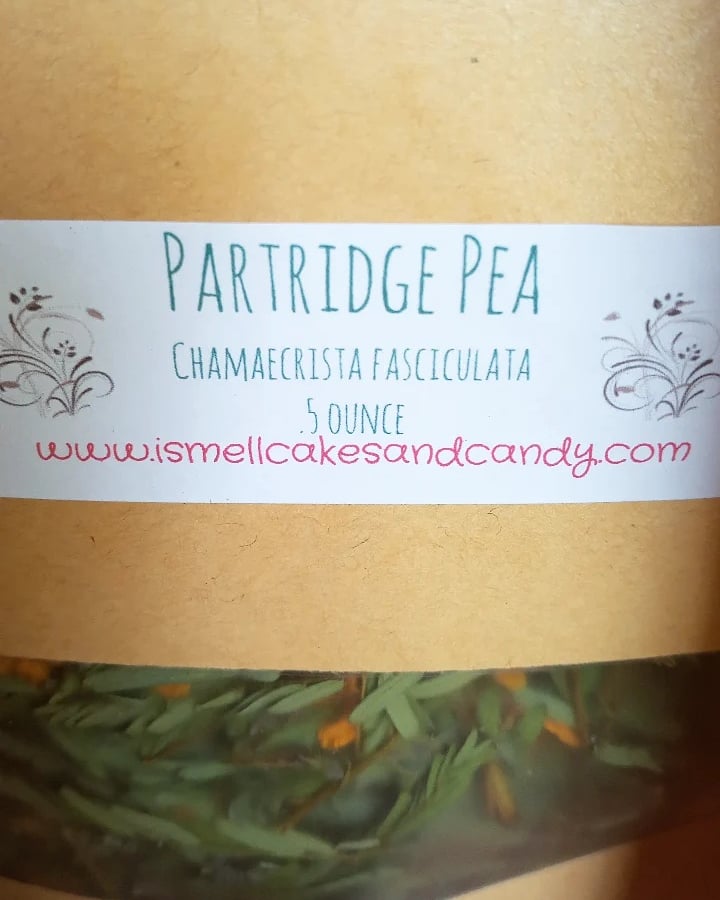 PARTRIDGE PEA
CHAMAECRISTA FASCICULATA
.5 OUNCE
www.ismellcakesandcandy.com